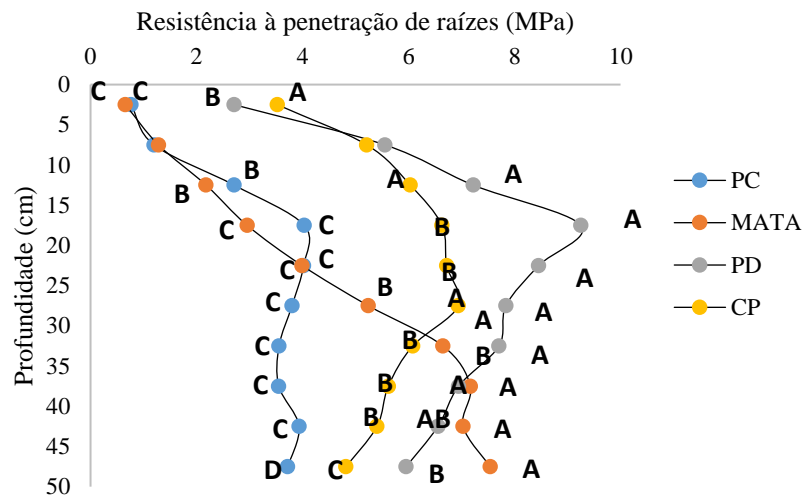 Resistência à penetração de raízes (MPa)
0 2 4 6 8 10
Profundidade (cm)
0
5
10
15
20
25
30
35
40
45
50
C C B A
B B A A
C C B A
C C B A
C B A A
C B A B A
C B A A
C B A B A
D C B A
PC
MATA
PD
CP